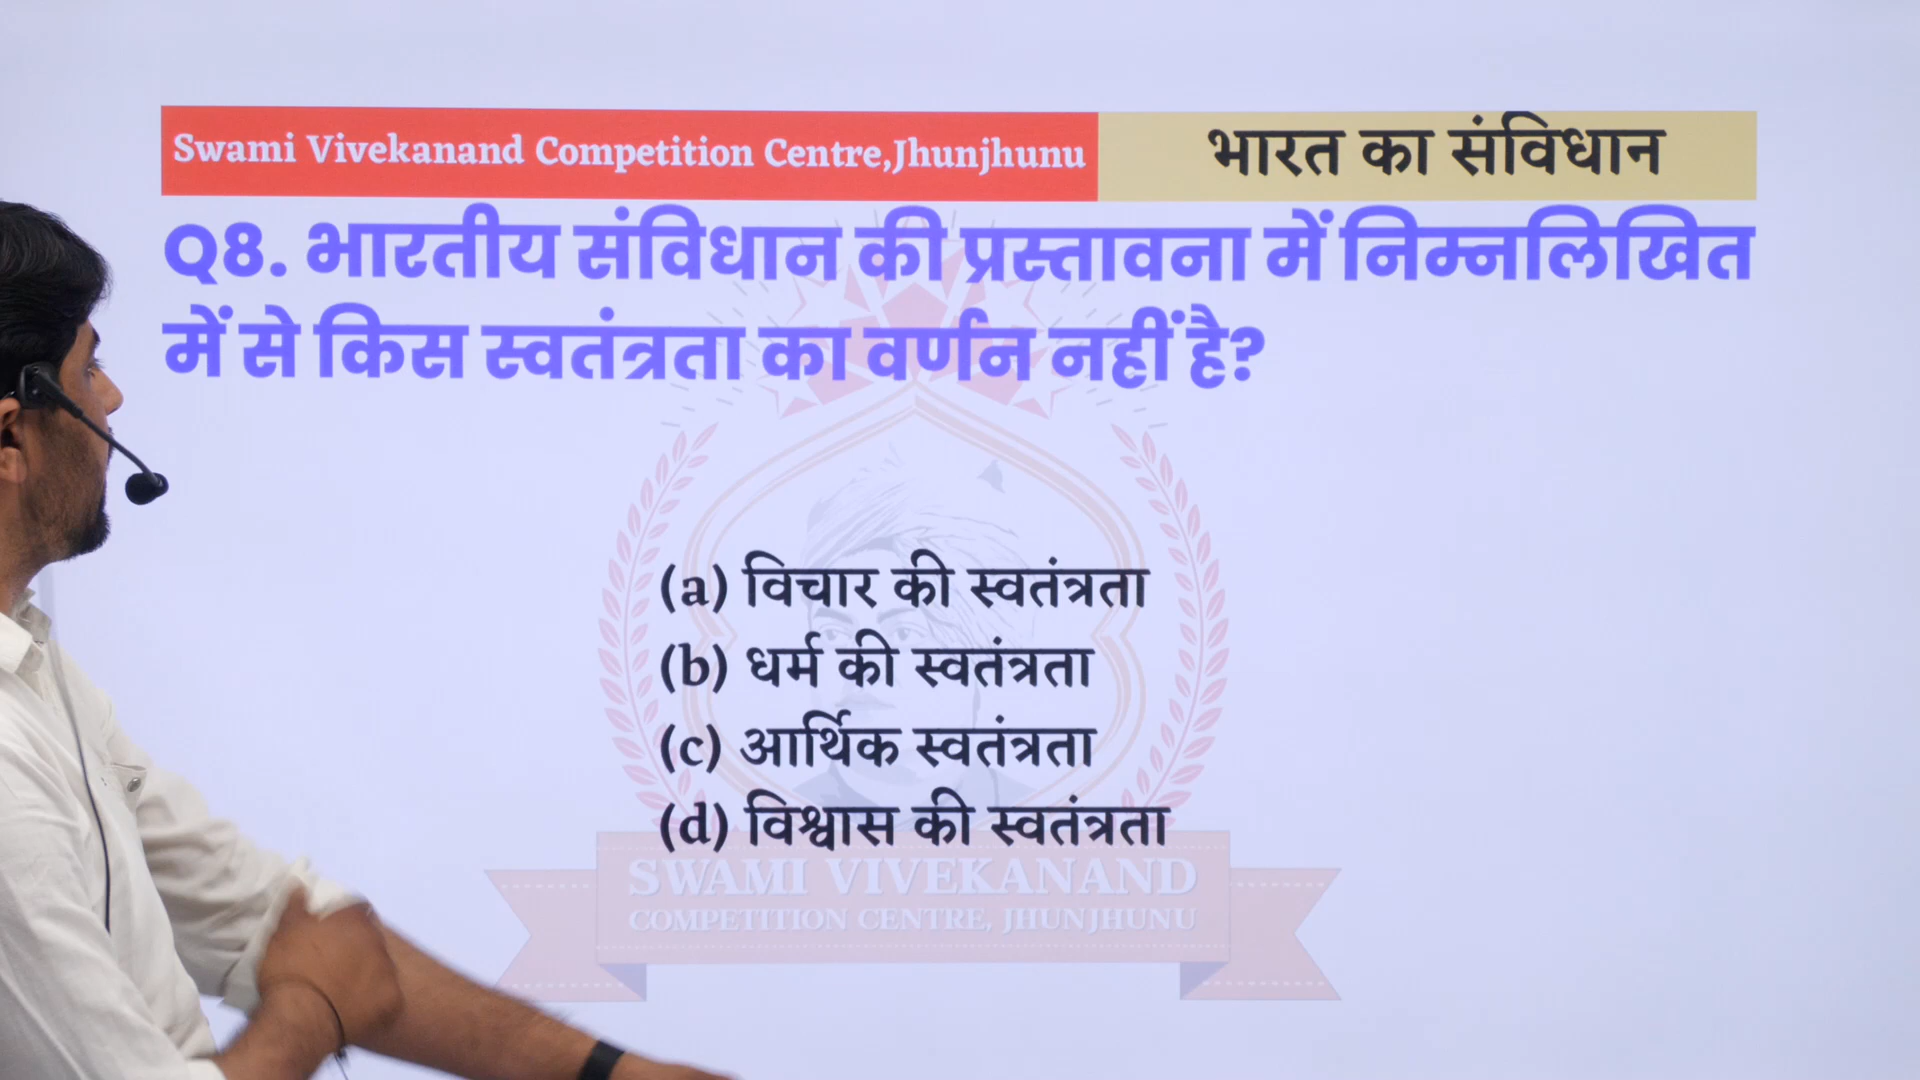 Swami Vivekanand Competition Centre,Jhunjhunu
भारत का संविधान
Q8. भारतीय संविधान की प्रस्तावना में निम्नलिखित
में से किस स्वतंत्रता का वर्णन नहीं है?
(a) विचार की स्वतंत्रता
(b) धर्म की स्वतंत्रता
(c) आर्थिक स्वतंत्रता
(d) विश्वास की स्वतंत्रता
SWAMI VIVEKANAND
COMPETITION CENTRE, JHUNJHUNU